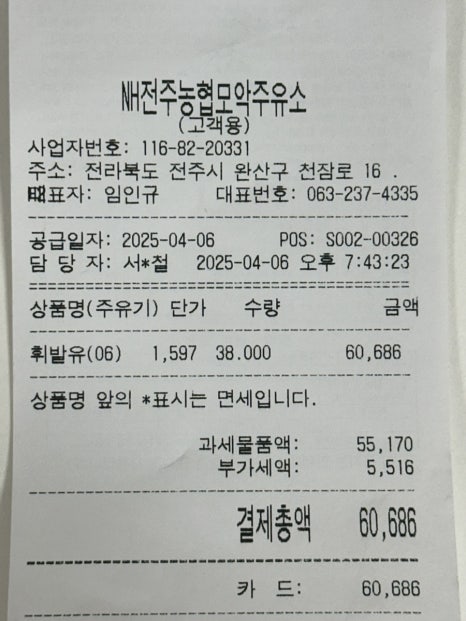 NH전주농협모악주유소
(고객용)
사업자번호: 116-82-20331
주소: 전라북도 전주시 완산구 천잠로 16 .
대표자: 임인규 대표번호: 063-237-4335
공급일자: 2025-04-06 POS: S002-00326
담 당 자: 서*절 2025-04-06 오후 7:43:23
상품명(주유기) 단가 수량 금액
휘발유(06) 1,597 38.000 60,686
상품명 앞의 *표시는 면세입니다.
과세물품액: 55,170
부가세액: 5,516
결제총액 60,686
카 드: 60,686